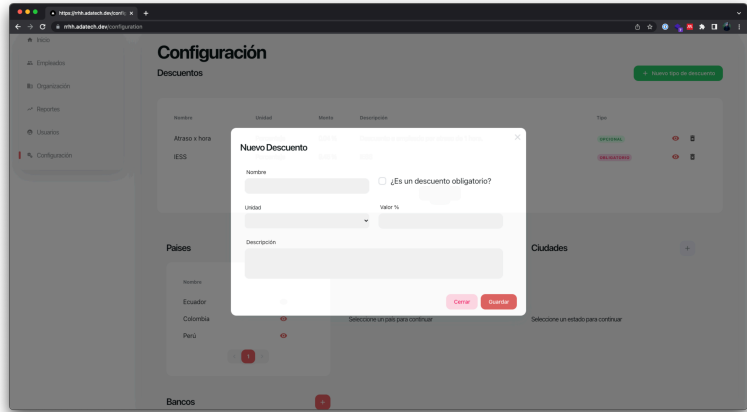 https://rrhh.adatech.dev/confi
rrhh.adatech.dev/configuration
Inicio
Empleados
Organización
Reportes
Usuarios
Configuración
Configuración
Descuentos
+ Nuevo tipo de descuento
Nombre Unidad Monto Descripción Tipo
Atraso x hora OPCIONAL
IESS OBLIGATORIO
Nuevo Descuento
Nombre
¿Es un descuento obligatorio?
Unidad Valor %
Descripción
Cerrar Guardar
Paises
Ciudades
Nombre
Ecuador
Colombia
Perú
1
Seleccione un país para continuar
Seleccione un estado para continuar
Bancos